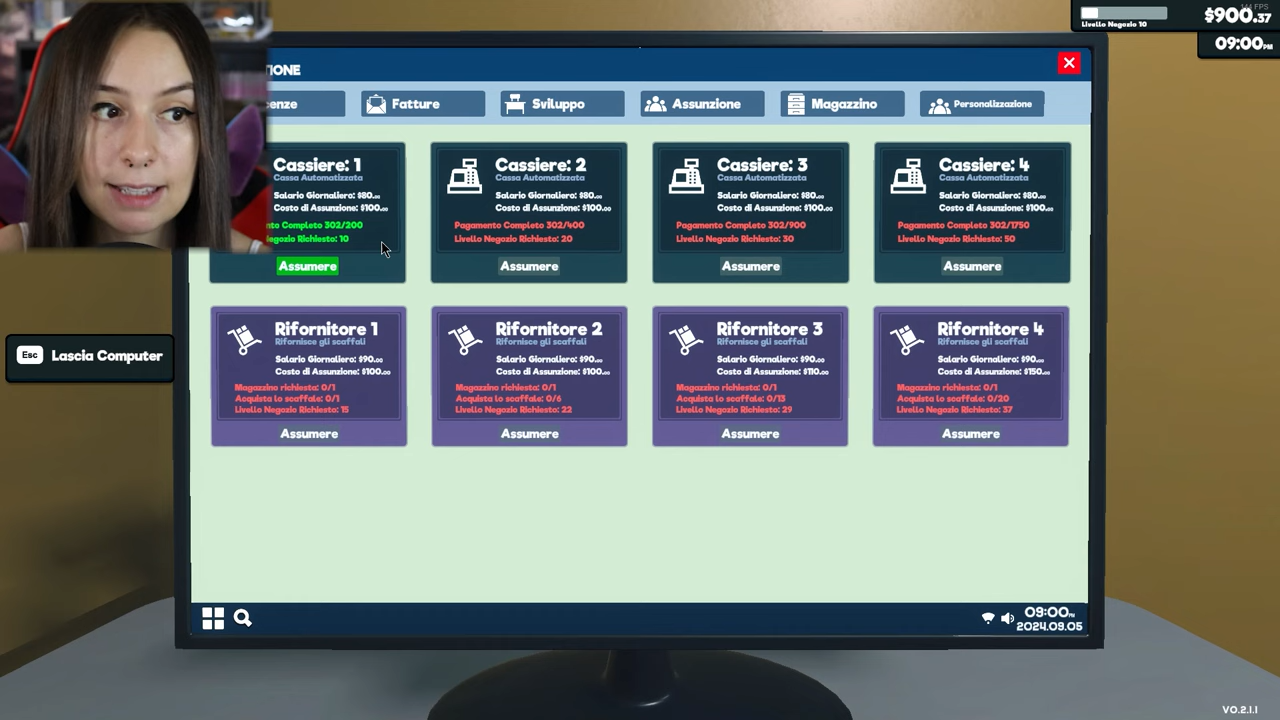 FPS
$900.37
Livello Negozio 10
09:00PM
TIONE
enze
Fatture
Sviluppo
Assunzione
Magazzino
Personalizzazione
Cassiere: 1
Cassa Automatizzata
Salario Giornaliero: $80.00
Costo di Assunzione: $100.00
nto Completo 302/200
egozio Richiesto: 10
Assumere
Cassiere: 2
Cassa Automatizzata
Salario Giornaliero: $80.00
Costo di Assunzione: $100.00
Pagamento Completo 302/400
Livello Negozio Richiesto: 20
Assumere
Cassiere: 3
Cassa Automatizzata
Salario Giornaliero: $80.00
Costo di Assunzione: $100.00
Pagamento Completo 302/900
Livello Negozio Richiesto: 30
Assumere
Cassiere: 4
Cassa Automatizzata
Salario Giornaliero: $80.00
Costo di Assunzione: $100.00
Pagamento Completo 302/1750
Livello Negozio Richiesto: 50
Assumere
Esc Lascia Computer
Rifornitore 1
Rifornisce gli scaffali
Salario Giornaliero: $90.00
Costo di Assunzione: $100.00
Magazzino richiesta: 0/1
Acquista lo scaffale: 0/1
Livello Negozio Richiesto: 15
Assumere
Rifornitore 2
Rifornisce gli scaffali
Salario Giornaliero: $90.00
Costo di Assunzione: $100.00
Magazzino richiesta: 0/1
Acquista lo scaffale: 0/6
Livello Negozio Richiesto: 22
Assumere
Rifornitore 3
Rifornisce gli scaffali
Salario Giornaliero: $90.00
Costo di Assunzione: $110.00
Magazzino richiesta: 0/1
Acquista lo scaffale: 0/13
Livello Negozio Richiesto: 29
Assumere
Rifornitore 4
Rifornisce gli scaffali
Salario Giornaliero: $90.00
Costo di Assunzione: $150.00
Magazzino richiesta: 0/1
Acquista lo scaffale: 0/20
Livello Negozio Richiesto: 37
Assumere
09:00PM
2024.09.05
V0.2.1.1